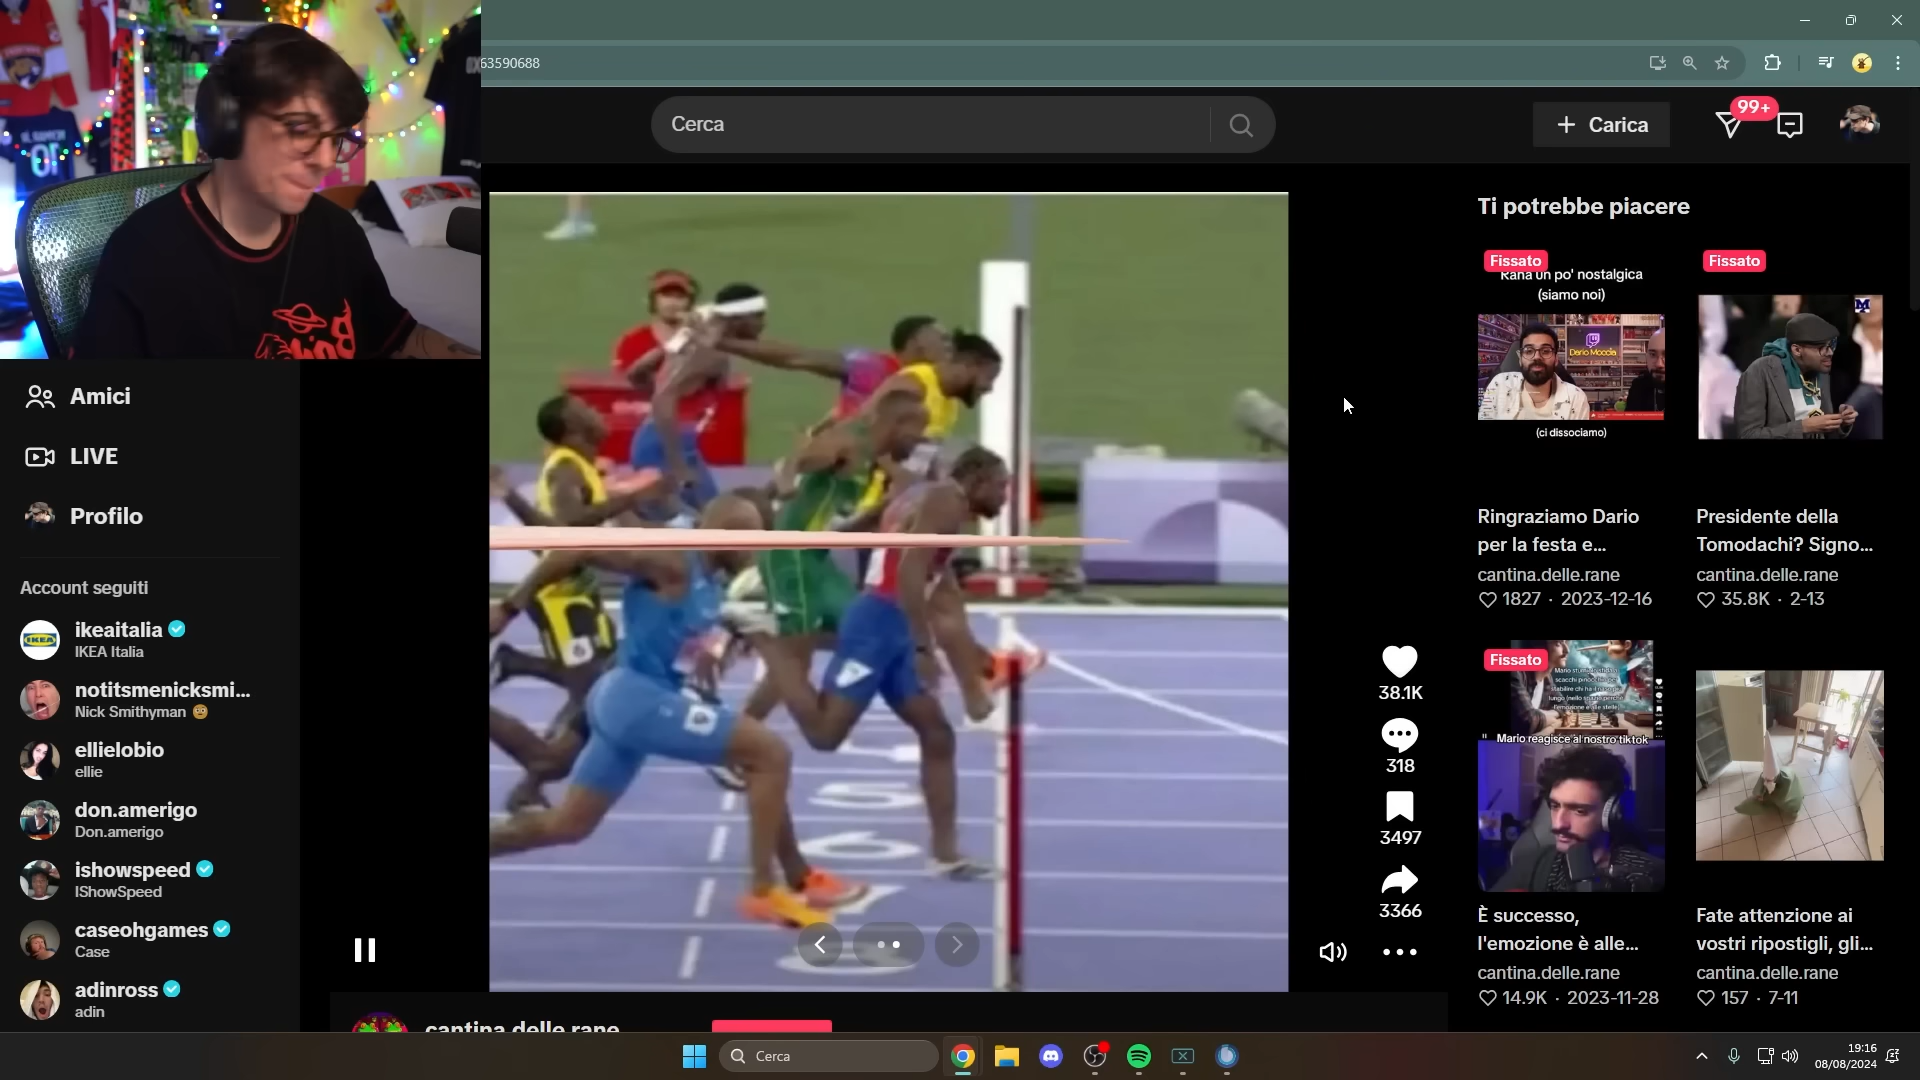 63590688
Cerca
Carica
99+
Amici
LIVE
Profilo
Account seguiti
IKEA
ikeaitalia
IKEA Italia
notitsmenicksmi...
Nick Smithyman
ellielobio
ellie
don.amerigo
Don.amerigo
ishowspeed
IShowSpeed
caseohgames
Case
adinross
adin
5
6
38.1K
318
3497
3366
cantina.delle.rane
Ti potrebbe piacere
Fissato
Rana un po' nostalgica
(siamo noi)
Dario Moccia
(ci dissociamo)
Ringraziamo Dario
per la festa e...
cantina.delle.rane
1827 · 2023-12-16
Fissato
M
Presidente della
Tomodachi? Signo...
cantina.delle.rane
35.8K · 2-13
Fissato
Mario reagisce al nostro tiktok
È successo,
l'emozione è alle...
cantina.delle.rane
14.9K · 2023-11-28
Fate attenzione ai
vostri ripostigli, gli...
cantina.delle.rane
157 · 7-11
Cerca
19:16
08/08/2024